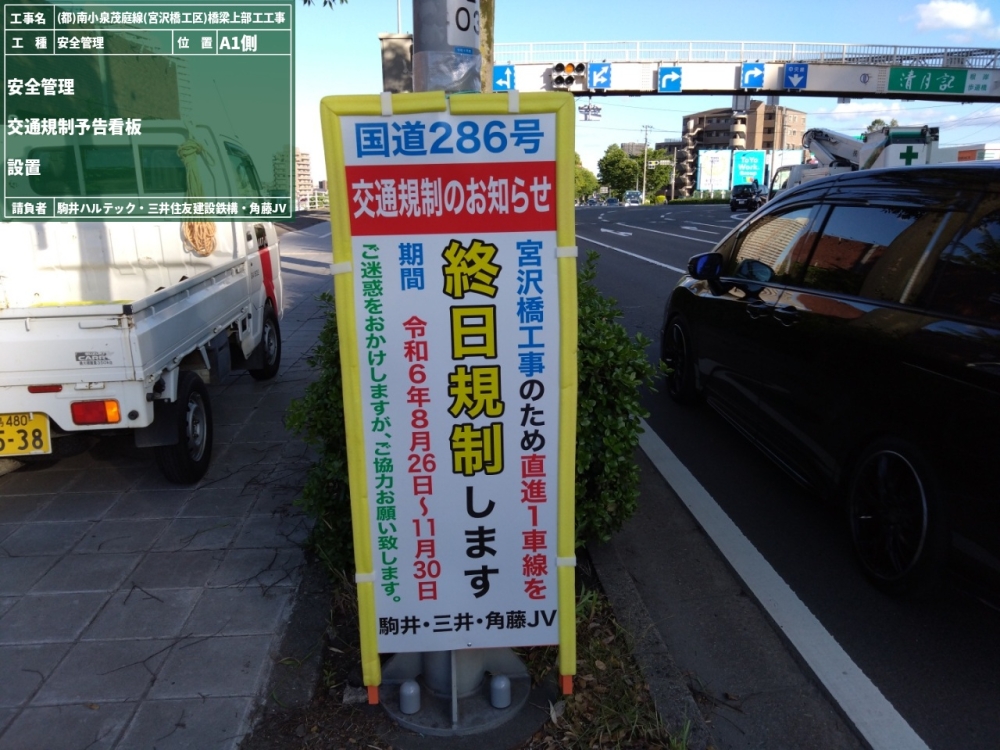 工事名 (都)南小泉茂庭線(宮沢橋工区)橋梁上部工工事
工 種 安全管理 位 置 A1側
安全管理
交通規制予告看板
設置
請負者 駒井ハルテック・三井住友建設鉄構・角藤JV
国道286号
交通規制のお知らせ
宮沢橋工事のため直進1車線を
終日規制します
期間 令和6年8月26日～11月30日
ご迷惑をおかけしますが、ご協力お願い致します。
駒井・三井・角藤JV
清月記
480
5-38
03